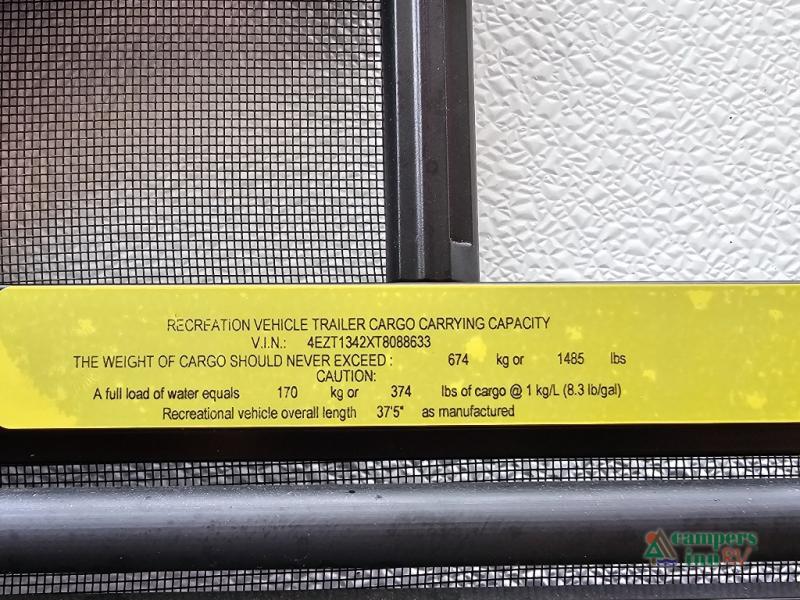 RECREATION VEHICLE TRAILER CARGO CARRYING CAPACITY
V.I.N.: 4EZT1342XT8088633
THE WEIGHT OF CARGO SHOULD NEVER EXCEED : 674 kg or 1485 lbs
CAUTION:
A full load of water equals 170 kg or 374 lbs of cargo @ 1 kg/L (8.3 lb/gal)
Recreational vehicle overall length 37'5" as manufactured
campers
inn RV